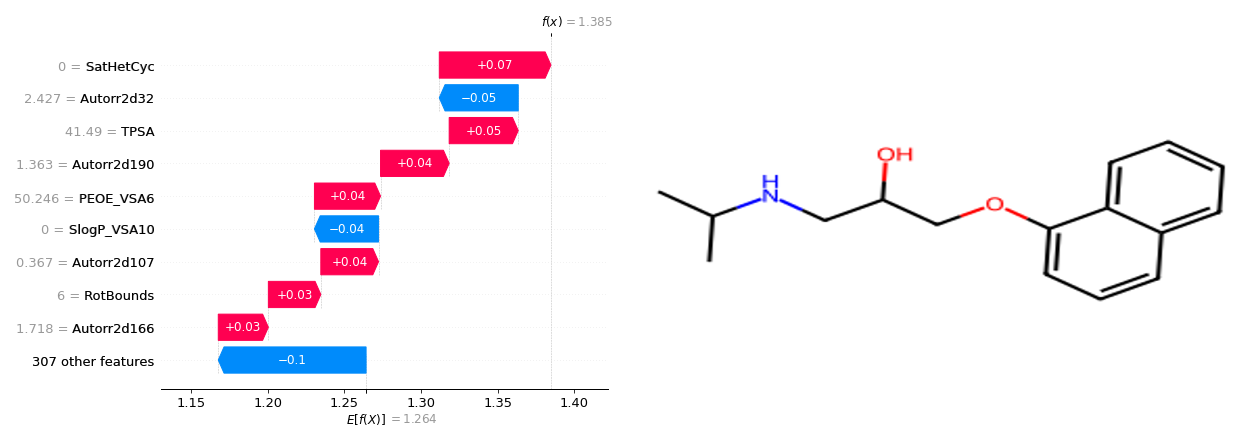 f(x) = 1.385
0 = SatHetCyc
+0.07
2.427 = Autorr2d32
−0.05
41.49 = TPSA
+0.05
1.363 = Autorr2d190
+0.04
50.246 = PEOE_VSA6
+0.04
0 = SlogP_VSA10
−0.04
0.367 = Autorr2d107
+0.04
6 = RotBounds
+0.03
1.718 = Autorr2d166
+0.03
307 other features
−0.1
1.15 1.20 1.25 1.30 1.35 1.40
E[f(X)] = 1.264
OH
H
N
O